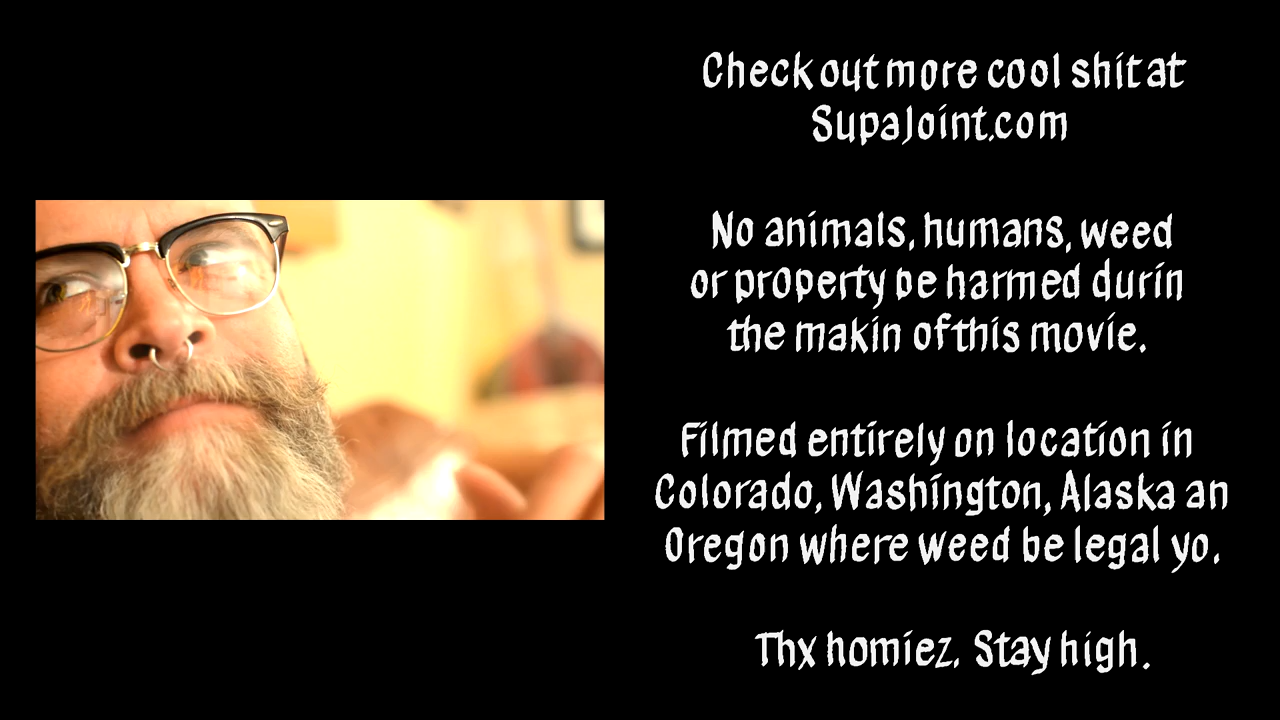 Check out more cool shit at
SupaJoint.com
No animals, humans, weed
or property be harmed durin
the makin of this movie.
Filmed entirely on location in
Colorado, Washington, Alaska an
Oregon where weed be legal yo.
Thx homiez. Stay high.